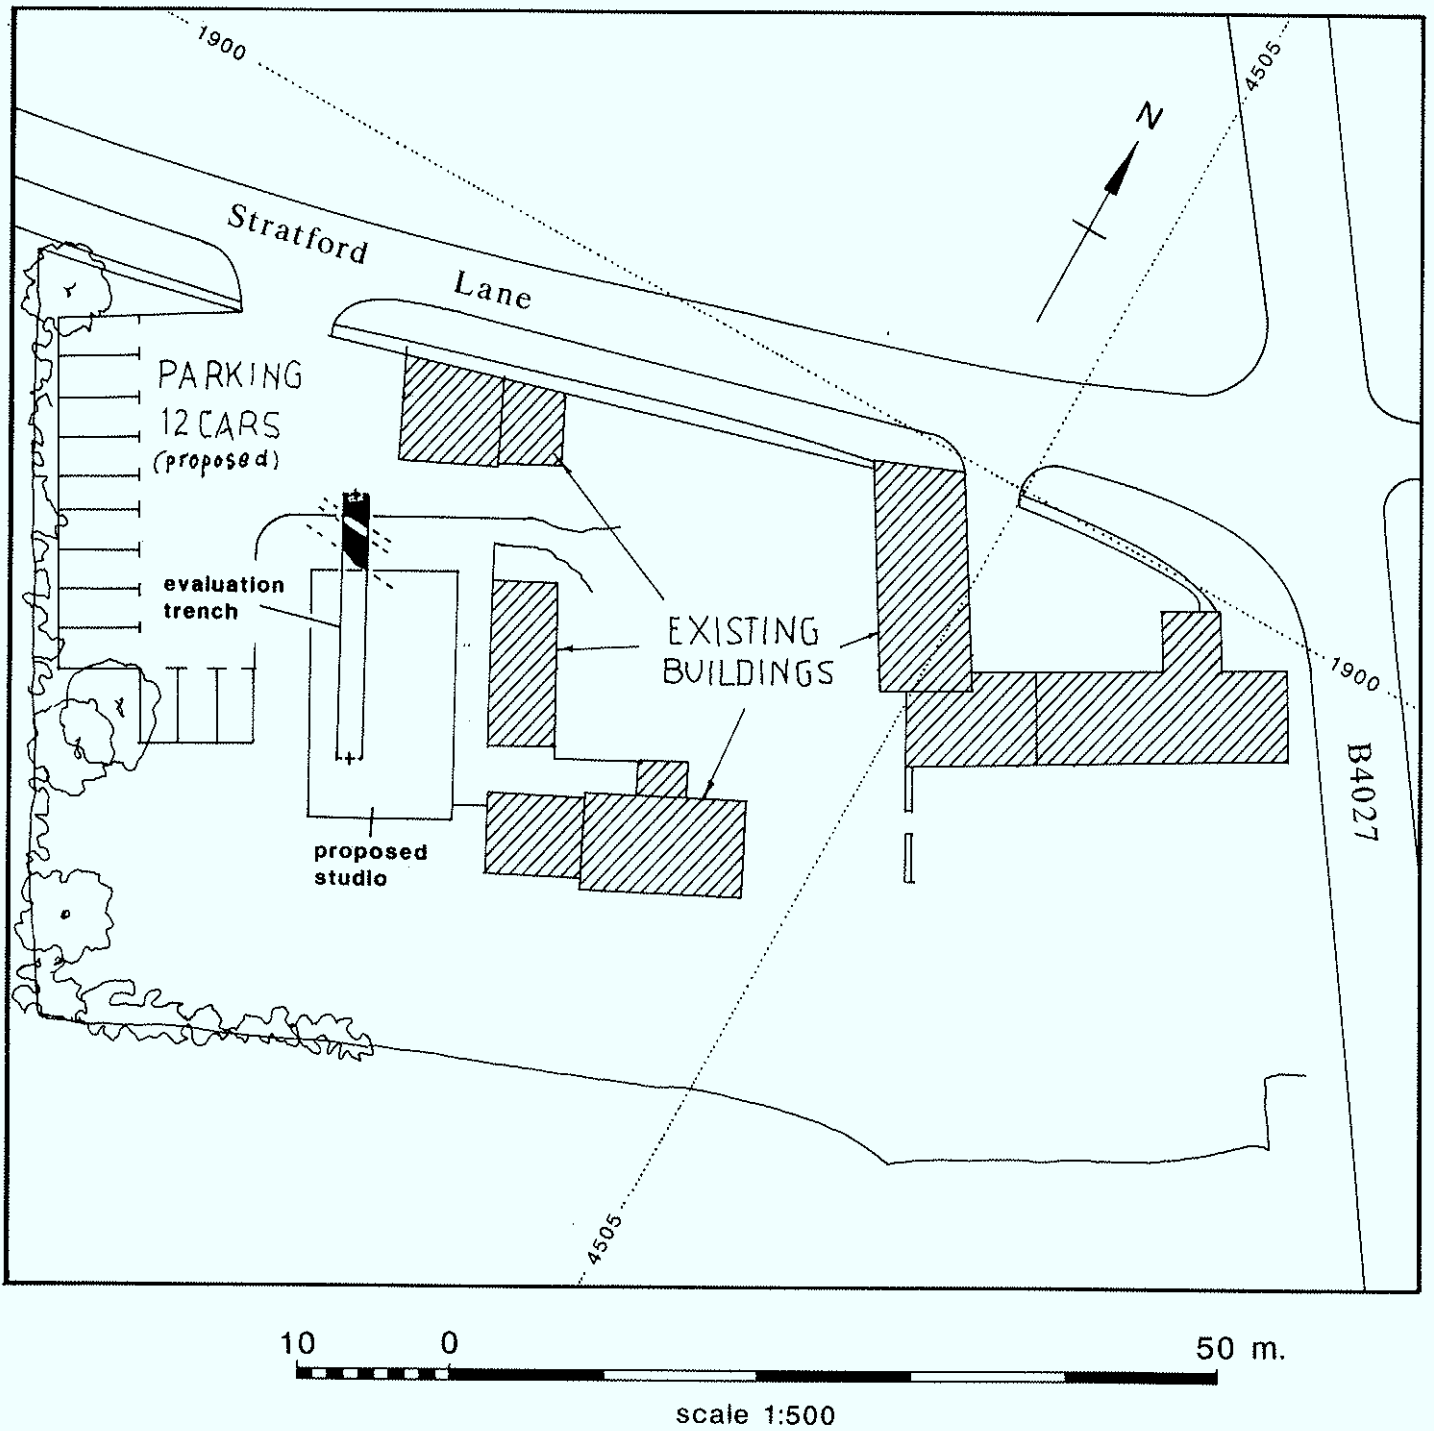 1900
4505
N
Stratford
Lane
PARKING
12 CARS
(proposed)
evaluation
trench
EXISTING
BUILDINGS
1900
B4027
proposed
studio
4505
10 0 50 m.
scale 1:500